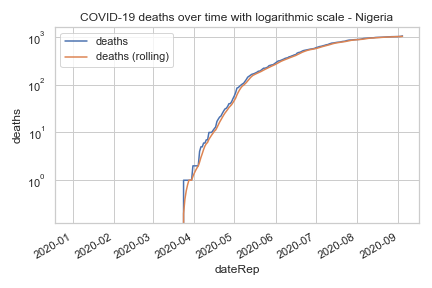 COVID-19 deaths over time with logarithmic scale - Nigeria
deaths
deaths (rolling)
10³
10²
10¹
10⁰
deaths
2020-01
2020-02
2020-03
2020-04
2020-05
2020-06
2020-07
2020-08
2020-09
dateRep